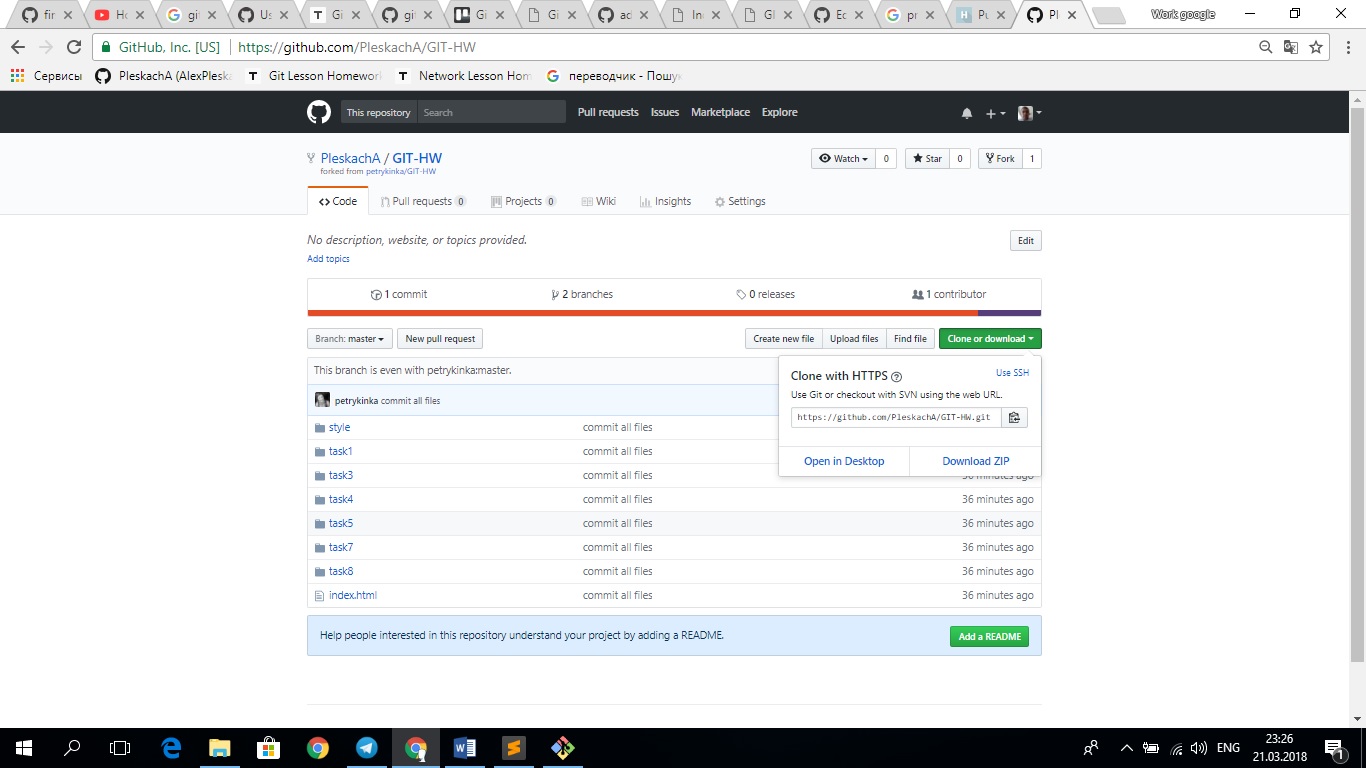 fir
Ho
git
Us
Gi
git
Gi
Gi
ad
In
GI
Ec
pr
Pu
Pl
Work google
GitHub, Inc. [US] https://github.com/PleskachA/GIT-HW
Сервисы PleskachA (AlexPleska Git Lesson Homework Network Lesson Hom переводчик - Пошук
This repository Search Pull requests Issues Marketplace Explore
PleskachA / GIT-HW Watch 0 Star 0 Fork 1
forked from petrykinka/GIT-HW
Code Pull requests 0 Projects 0 Wiki Insights Settings
No description, website, or topics provided. Edit
Add topics
1 commit 2 branches 0 releases 1 contributor
Branch: master New pull request Create new file Upload files Find file Clone or download
This branch is even with petrykinka:master.
petrykinka commit all files
Clone with HTTPS ? Use SSH
Use Git or checkout with SVN using the web URL.
https://github.com/PleskachA/GIT-HW.git
Open in Desktop Download ZIP
style commit all files
task1 commit all files
task3 commit all files 36 minutes ago
task4 commit all files 36 minutes ago
task5 commit all files 36 minutes ago
task7 commit all files 36 minutes ago
task8 commit all files 36 minutes ago
index.html commit all files 36 minutes ago
Help people interested in this repository understand your project by adding a README. Add a README
ENG 23:26
21.03.2018 1